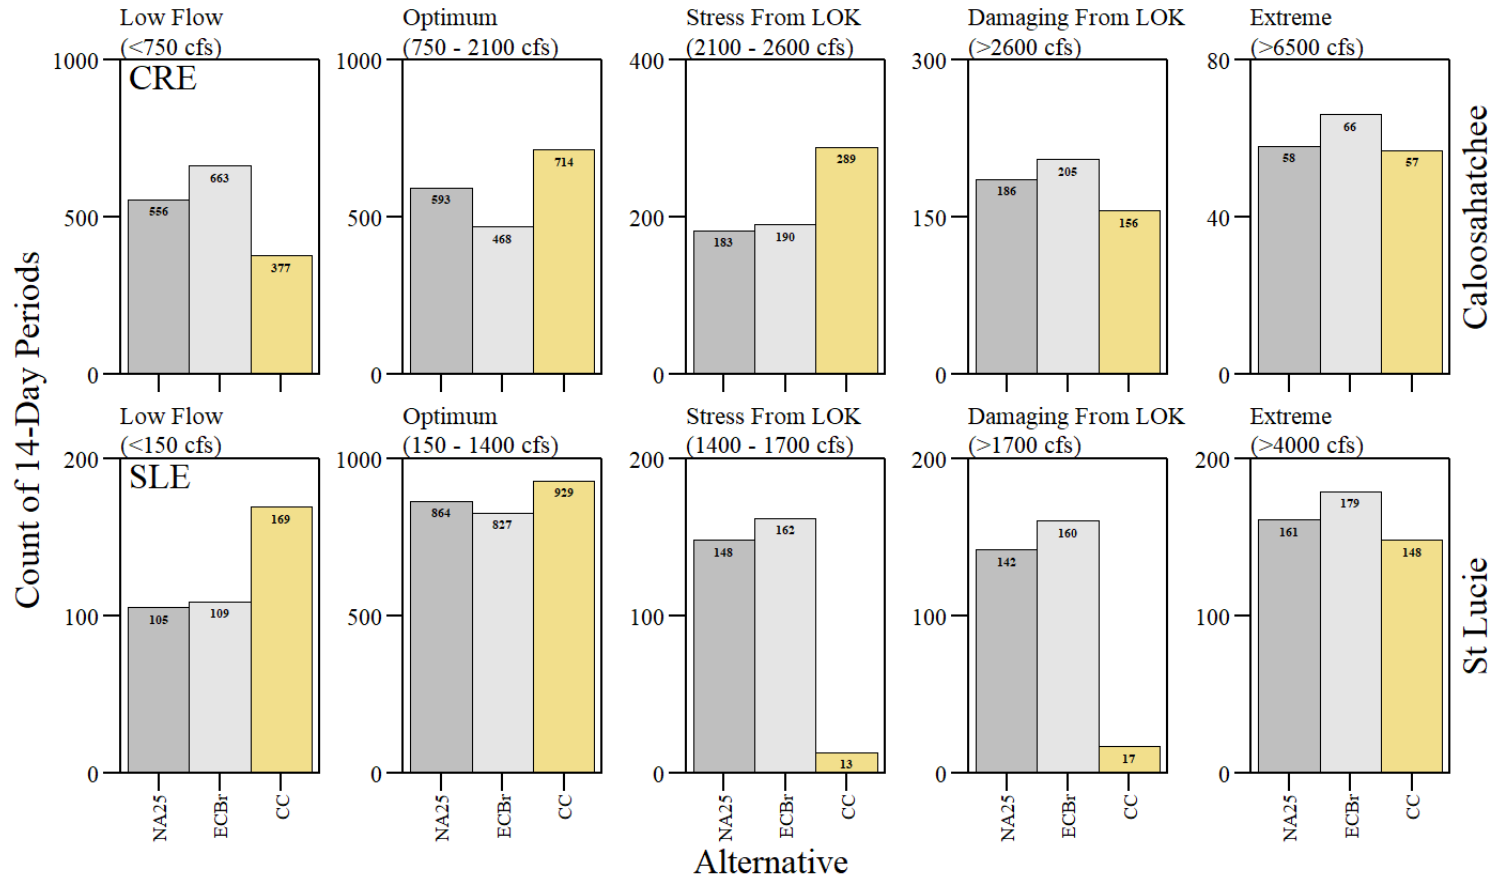 Low Flow
(<750 cfs)
Optimum
(750 - 2100 cfs)
Stress From LOK
(2100 - 2600 cfs)
Damaging From LOK
(>2600 cfs)
Extreme
(>6500 cfs)
1000
500
0
CRE
556
663
377
1000
500
0
593
468
714
400
200
0
183
190
289
300
150
0
186
205
156
80
40
0
58
66
57
Caloosahatchee
Count of 14-Day Periods
Low Flow
(<150 cfs)
Optimum
(150 - 1400 cfs)
Stress From LOK
(1400 - 1700 cfs)
Damaging From LOK
(>1700 cfs)
Extreme
(>4000 cfs)
200
100
0
SLE
105
109
169
1000
500
0
864
827
929
200
100
0
148
162
13
200
100
0
142
160
17
200
100
0
161
179
148
St Lucie
NA25
ECBr
CC
NA25
ECBr
CC
NA25
ECBr
CC
NA25
ECBr
CC
NA25
ECBr
CC
Alternative